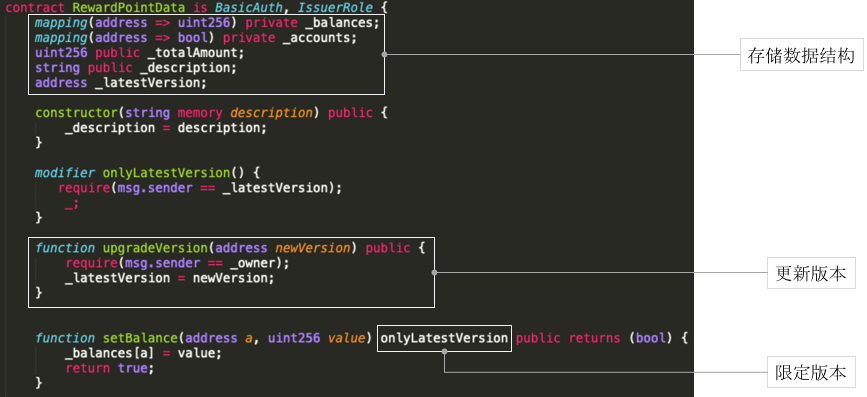 contract RewardPointData is BasicAuth, IssuerRole {
mapping(address => uint256) private _balances;
mapping(address => bool) private _accounts;
uint256 public _totalAmount;
string public _description;
address _latestVersion;
存储数据结构
constructor(string memory description) public {
_description = description;
}
modifier onlyLatestVersion() {
require(msg.sender == _latestVersion);
_;
}
function upgradeVersion(address newVersion) public {
require(msg.sender == _owner);
_latestVersion = newVersion;
}
更新版本
function setBalance(address a, uint256 value) onlyLatestVersion public returns (bool) {
_balances[a] = value;
return true;
}
限定版本